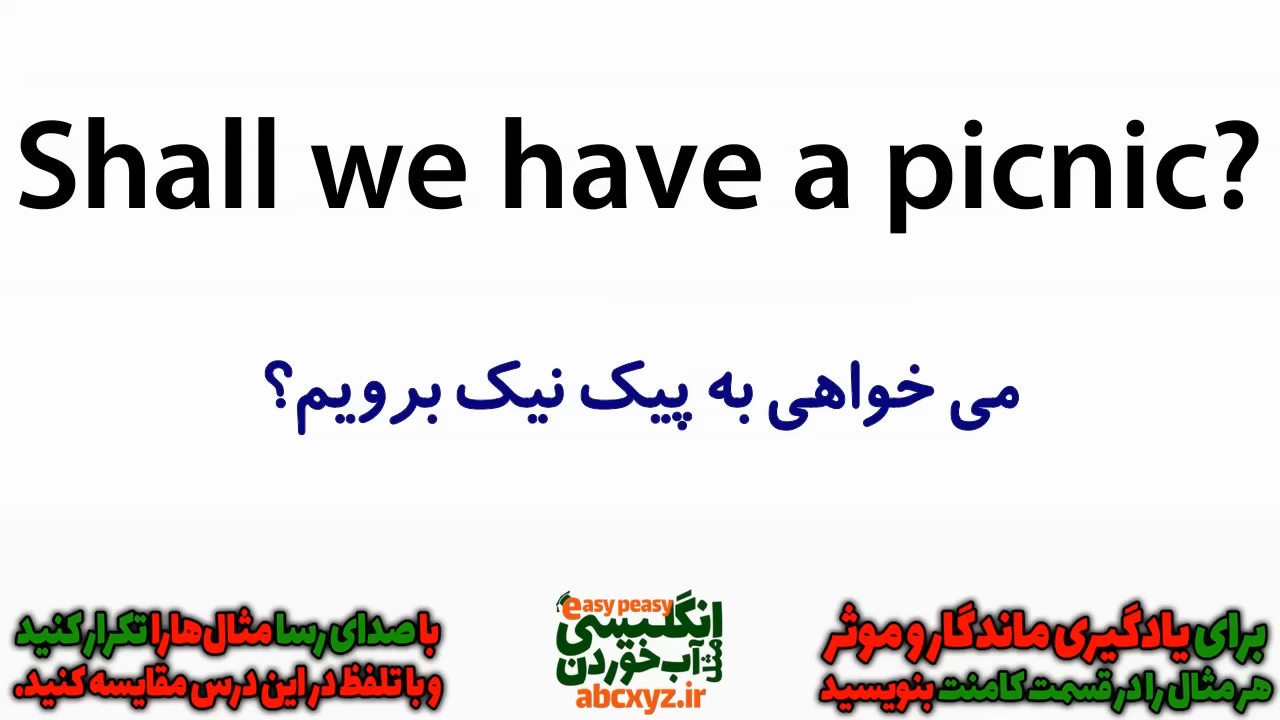 Shall we have a picnic?
می خواهی به پیک نیک برویم؟
برای یادگیری ماندگار و موثر
هر مثال را در قسمت کامنت بنویسید
easy peasy
انگلیسی
مثل آب خوردن
abcxyz.ir
با صدای رسا مثال‌ها را تکرار کنید
و با تلفظ در این درس مقایسه کنید.